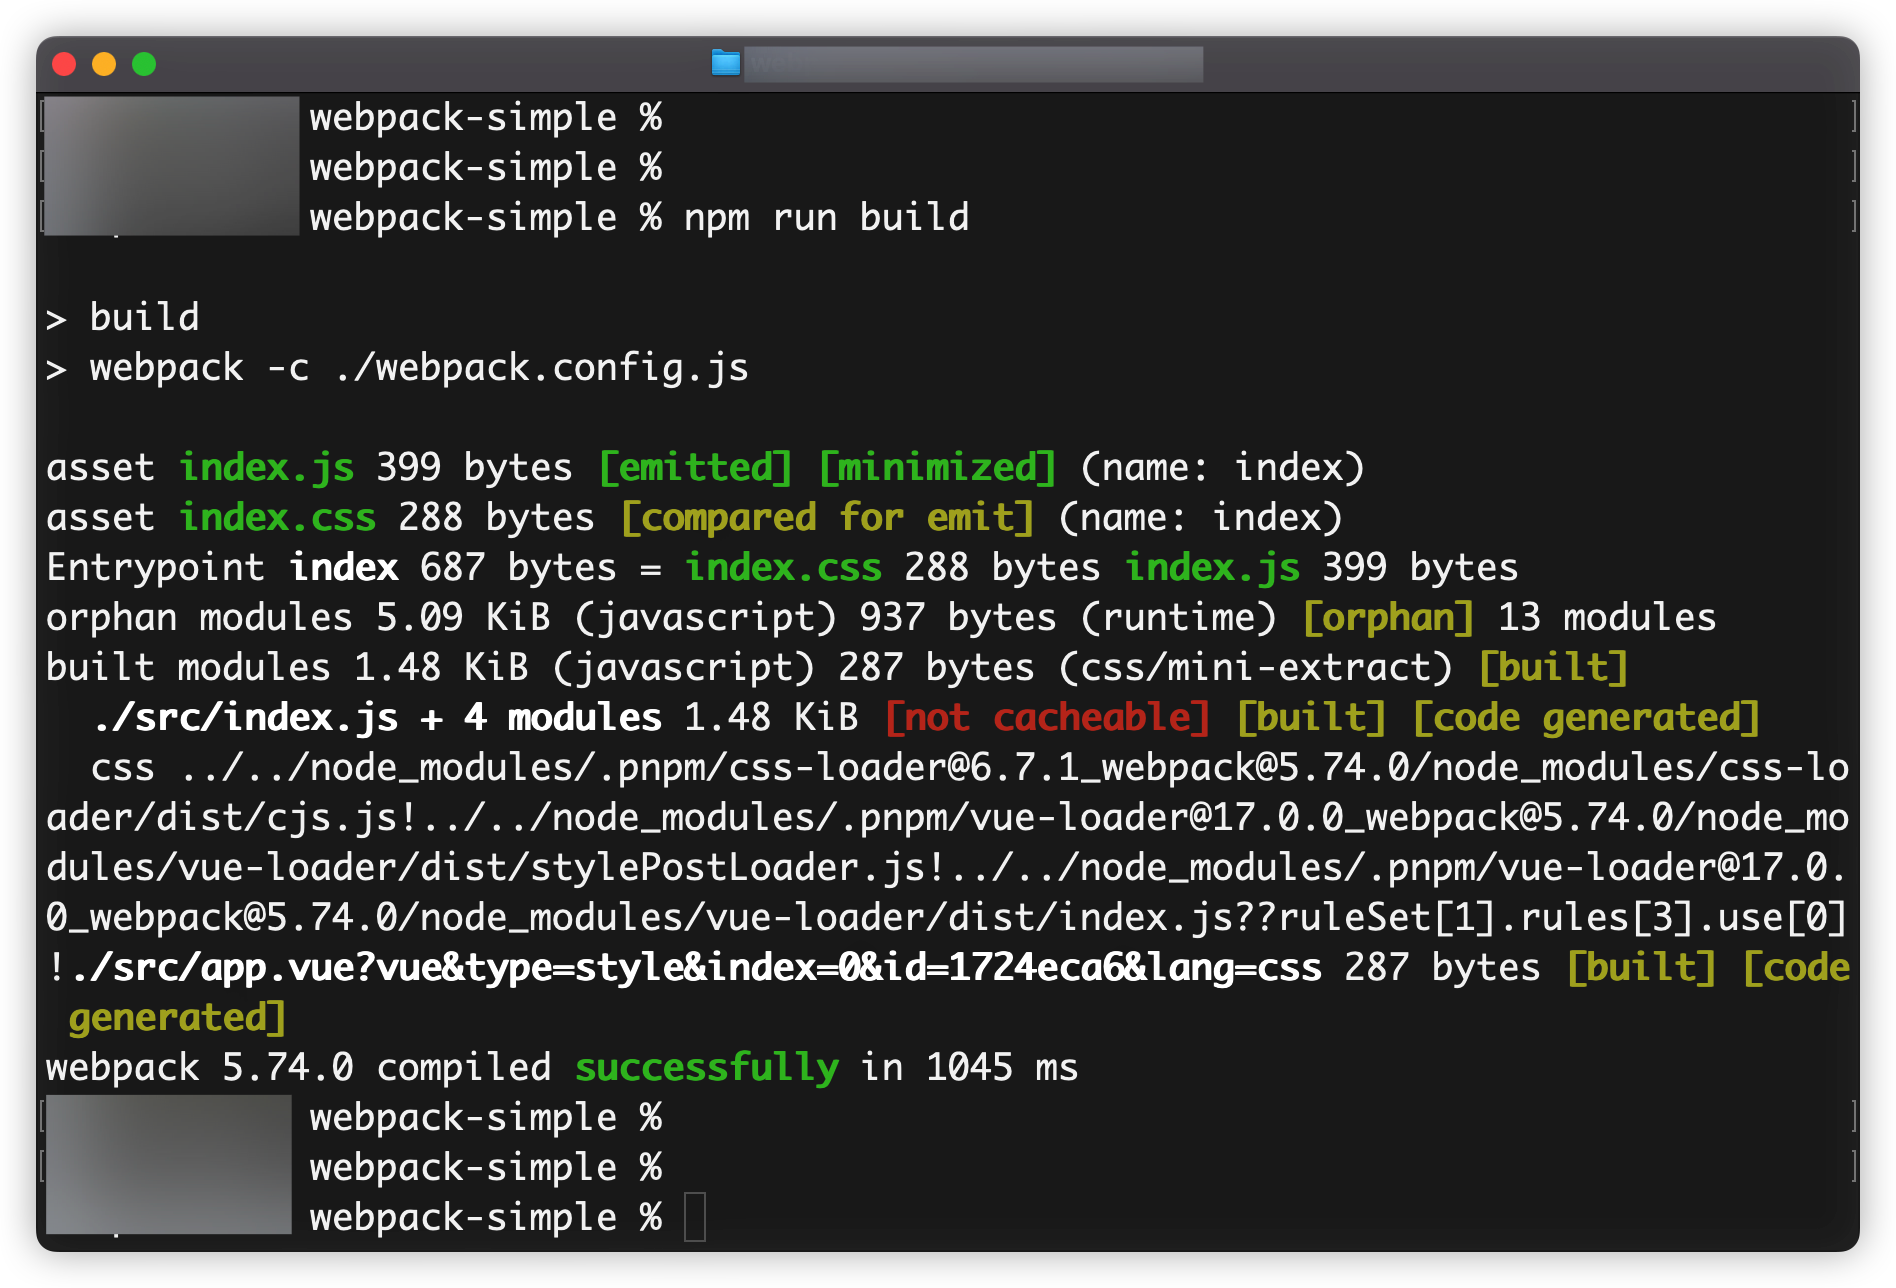 webpack-simple %
webpack-simple %
webpack-simple % npm run build
> build
> webpack -c ./webpack.config.js
asset index.js 399 bytes [emitted] [minimized] (name: index)
asset index.css 288 bytes [compared for emit] (name: index)
Entrypoint index 687 bytes = index.css 288 bytes index.js 399 bytes
orphan modules 5.09 KiB (javascript) 937 bytes (runtime) [orphan] 13 modules
built modules 1.48 KiB (javascript) 287 bytes (css/mini-extract) [built]
./src/index.js + 4 modules 1.48 KiB [not cacheable] [built] [code generated]
css ../../node_modules/.pnpm/css-loader@6.7.1_webpack@5.74.0/node_modules/css-lo
ader/dist/cjs.js!../../node_modules/.pnpm/vue-loader@17.0.0_webpack@5.74.0/node_mo
dules/vue-loader/dist/stylePostLoader.js!../../node_modules/.pnpm/vue-loader@17.0.
0_webpack@5.74.0/node_modules/vue-loader/dist/index.js??ruleSet[1].rules[3].use[0]
!./src/app.vue?vue&type=style&index=0&id=1724eca6&lang=css 287 bytes [built] [code
generated]
webpack 5.74.0 compiled successfully in 1045 ms
webpack-simple %
webpack-simple %
webpack-simple %